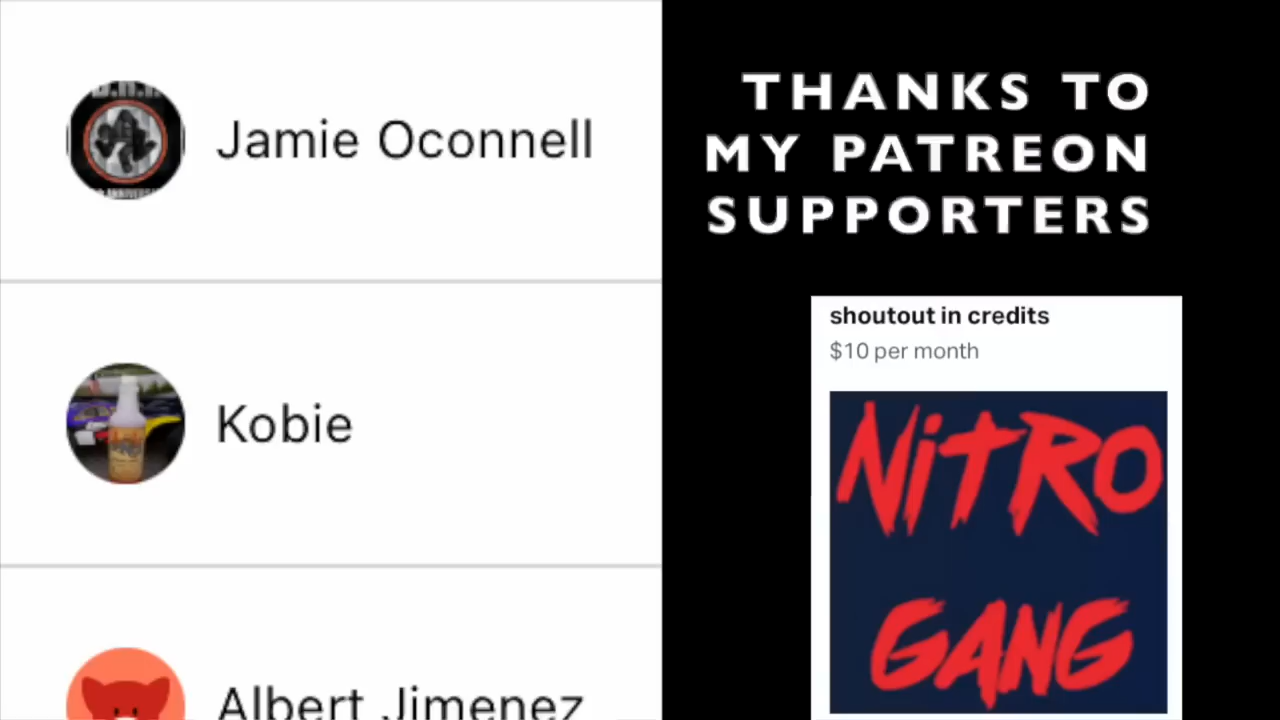 Jamie Oconnell
Kobie
Albert Jimenez
THANKS TO
MY PATREON
SUPPORTERS
shoutout in credits
$10 per month
NiTRO
GANG